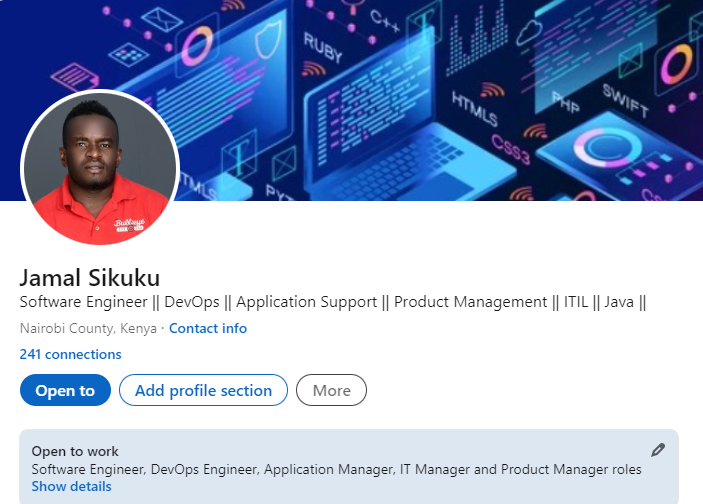 C++
RUBY
HTML5
PHP
SWIFT
CSS3
Bullseye
Jamal Sikuku
Software Engineer || DevOps || Application Support || Product Management || ITIL || Java ||
Nairobi County, Kenya · Contact info
241 connections
Open to
Add profile section
More
Open to work
Software Engineer, DevOps Engineer, Application Manager, IT Manager and Product Manager roles
Show details